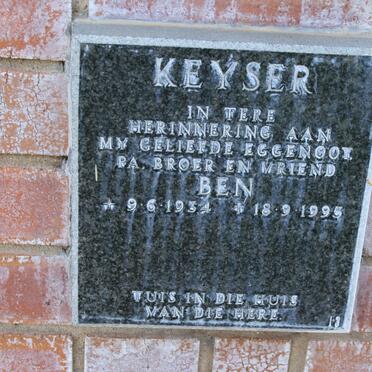 KEYSER
IN TERE
HERINNERING AAN
MY GELIEFDE EGGENOOT,
PA, BROER EN VRIEND
BEN
* 9.6.1934 * 18.9.1995
TUIS IN DIE HUIS
VAN DIE HERE.